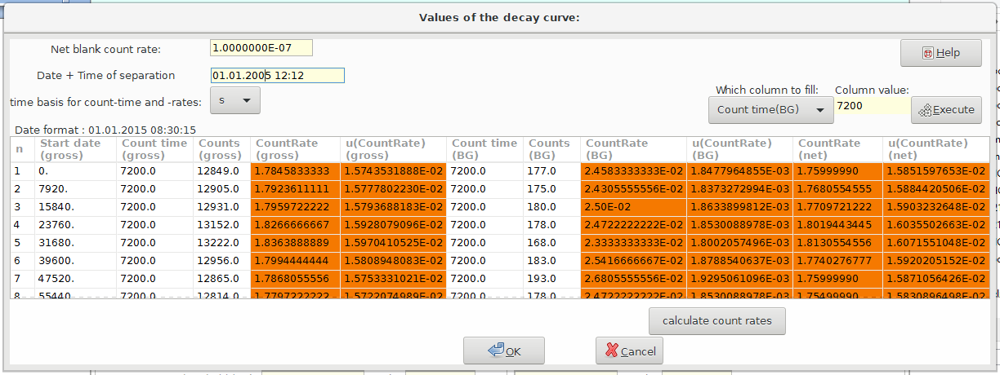 Values of the decay curve:
Net blank count rate: 1.0000000E-07
Help
Date + Time of separation 01.01.2005 12:12
Which column to fill: Column value:
time basis for count-time and -rates: s
Count time(BG) 7200 Execute
Date format : 01.01.2015 08:30:15
n Start date (gross) Count time (gross) Counts (gross) CountRate (gross) u(CountRate) (gross) Count time (BG) Counts (BG) CountRate (BG) u(CountRate) (BG) CountRate (net) u(CountRate) (net)
1 0. 7200.0 12849.0 1.7845833333 1.5743531888E-02 7200.0 177.0 2.4583333333E-02 1.8477964855E-03 1.75999990 1.5851597653E-02
2 7920. 7200.0 12905.0 1.7923611111 1.5777802230E-02 7200.0 175.0 2.4305555556E-02 1.8373272994E-03 1.7680554555 1.5884420506E-02
3 15840. 7200.0 12931.0 1.7959722222 1.5793688183E-02 7200.0 180.0 2.50E-02 1.8633899812E-03 1.7709721222 1.5903232648E-02
4 23760. 7200.0 13152.0 1.8266666667 1.5928079096E-02 7200.0 178.0 2.4722222222E-02 1.8530088978E-03 1.8019443445 1.6035502663E-02
5 31680. 7200.0 13222.0 1.8363888889 1.5970410525E-02 7200.0 168.0 2.3333333333E-02 1.8002057496E-03 1.8130554556 1.6071551048E-02
6 39600. 7200.0 12956.0 1.7994444444 1.5808948083E-02 7200.0 183.0 2.5416666667E-02 1.8788540637E-03 1.7740276777 1.5920205152E-02
7 47520. 7200.0 12865.0 1.7868055556 1.5753331021E-02 7200.0 193.0 2.6805555556E-02 1.9295061096E-03 1.75999990 1.5871056426E-02
8 55440. 7200.0 12814.0 1.7797222222 1.5722074989E-02 7200.0 178.0 2.4722222222E-02 1.8530088978E-03 1.75499990 1.5830896498E-02
calculate count rates
OK Cancel